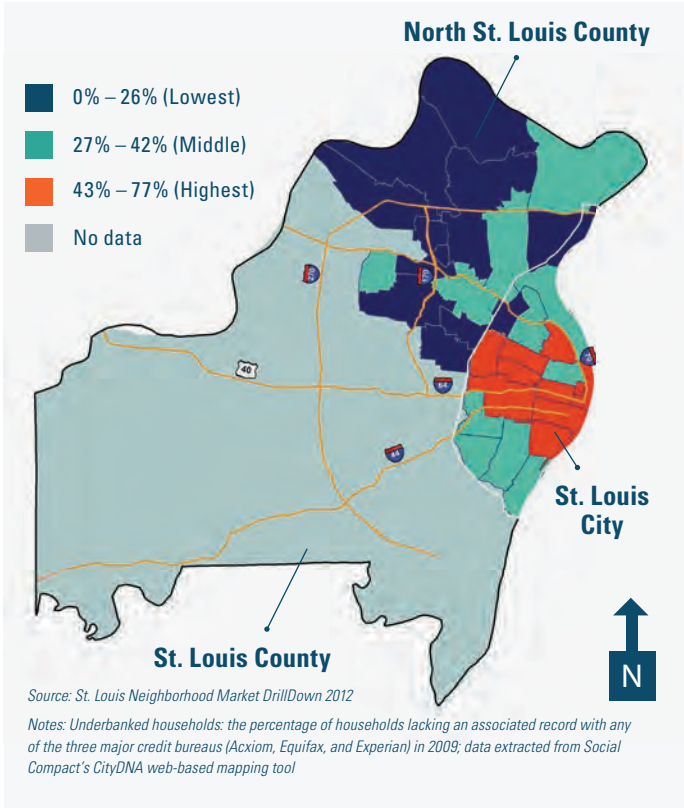 North St. Louis County
0% – 26% (Lowest)
27% – 42% (Middle)
43% – 77% (Highest)
No data
270
170
40
64
44
St. Louis
City
St. Louis County
N
Source: St. Louis Neighborhood Market DrillDown 2012
Notes: Underbanked households: the percentage of households lacking an associated record with any
of the three major credit bureaus (Acxiom, Equifax, and Experian) in 2009; data extracted from Social
Compact's CityDNA web-based mapping tool